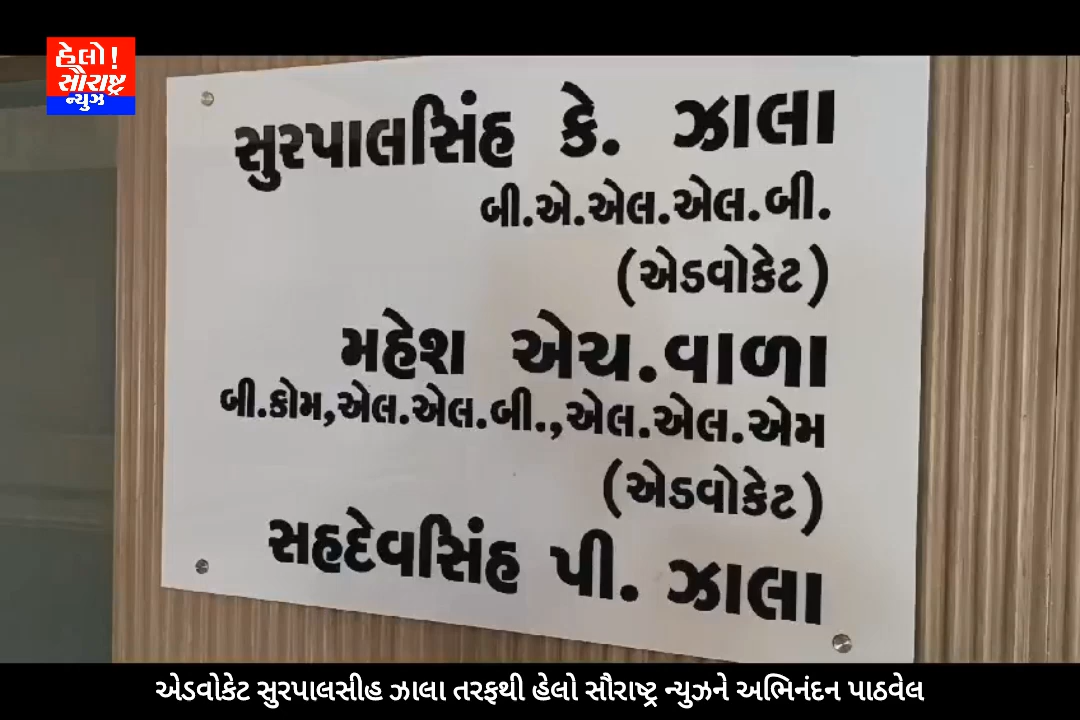 હેલો!
સૌરાષ્ટ્ર
ન્યુઝ
સુરપાલસિંહ કે. ઝાલા
બી.એ.એલ.એલ.બી.
(એડવોકેટ)
મહેશ એચ.વાળા
બી.કોમ,એલ.એલ.બી.,એલ.એલ.એમ
(એડવોકેટ)
સહદેવસિંહ પી. ઝાલા
એડવોકેટ સુરપાલસીહ ઝાલા તરફથી હેલો સૌરાષ્ટ્ર ન્યુઝને અભિનંદન પાઠવેલ